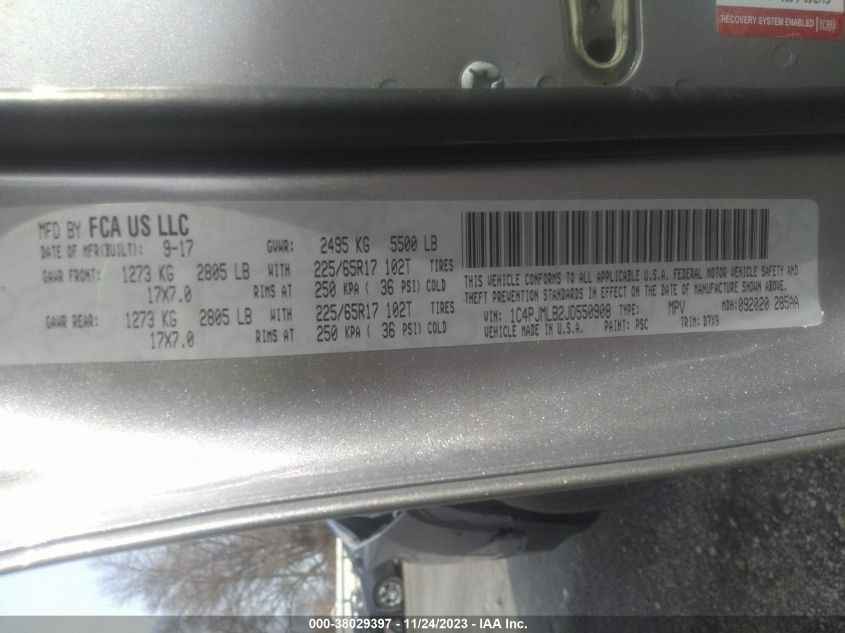 RECOVERY SYSTEM ENABLED
MFD BY FCA US LLC
DATE OF MFR(BUILT): 9-17 GVWR: 2495 KG 5500 LB
GAWR FRONT: 1273 KG 2805 LB WITH 225/65R17 102T TIRES
17X7.0 RIMS AT 250 KPA ( 36 PSI) COLD
GAWR REAR: 1273 KG 2805 LB WITH 225/65R17 102T TIRES
17X7.0 RIMS AT 250 KPA ( 36 PSI) COLD
THIS VEHICLE CONFORMS TO ALL APPLICABLE U.S.A. FEDERAL MOTOR VEHICLE SAFETY AND
THEFT PREVENTION STANDARDS IN EFFECT ON THE DATE OF MANUFACTURE SHOWN ABOVE.
VIN: 1C4PJMLB2JD550908 TYPE: MPV MDH:092020 285AA
VEHICLE MADE IN U.S.A. PAINT: PSC TRIM: D7X9
000-38029397 - 11/24/2023 - IAA Inc.